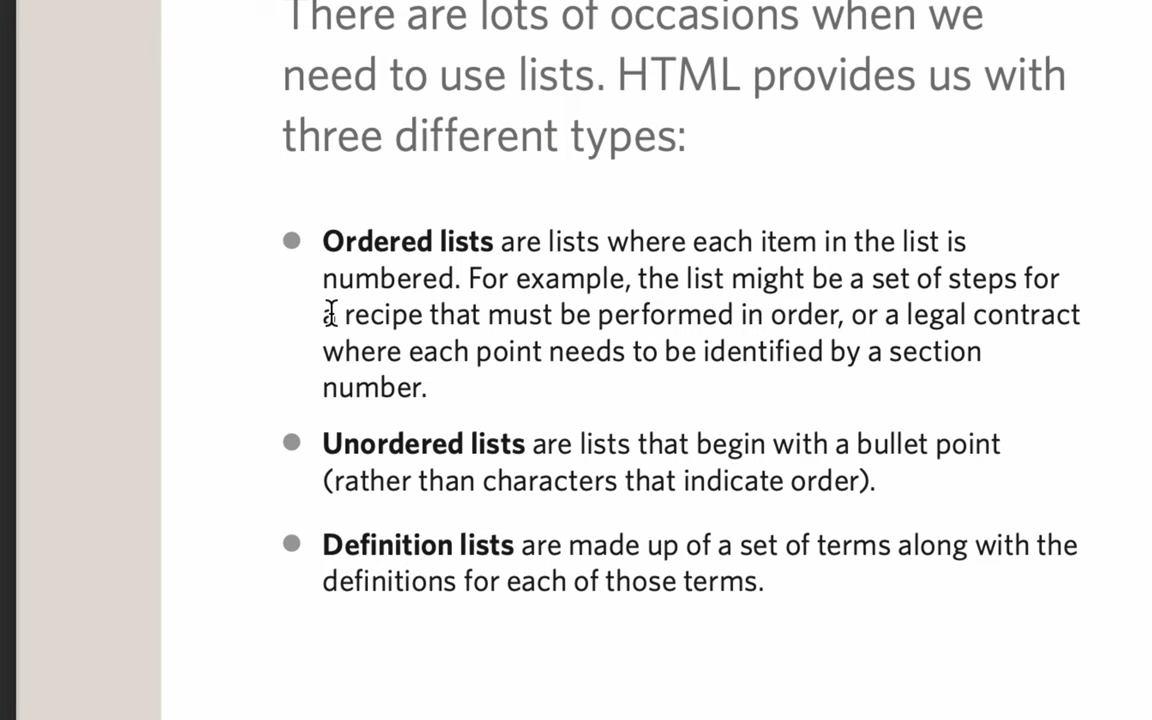 There are lots of occasions when we
need to use lists. HTML provides us with
three different types:
Ordered lists are lists where each item in the list is
numbered. For example, the list might be a set of steps for
a recipe that must be performed in order, or a legal contract
where each point needs to be identified by a section
number.
Unordered lists are lists that begin with a bullet point
(rather than characters that indicate order).
Definition lists are made up of a set of terms along with the
definitions for each of those terms.